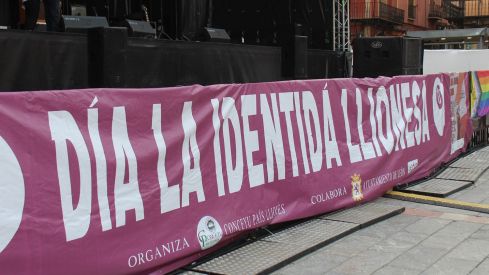 DÍA LA IDENTIDÁ LLIONESA
ORGANIZA CONCEYU PAÍS LLIONÉS
COLABORA AYUNTAMIENTO DE LEÓN